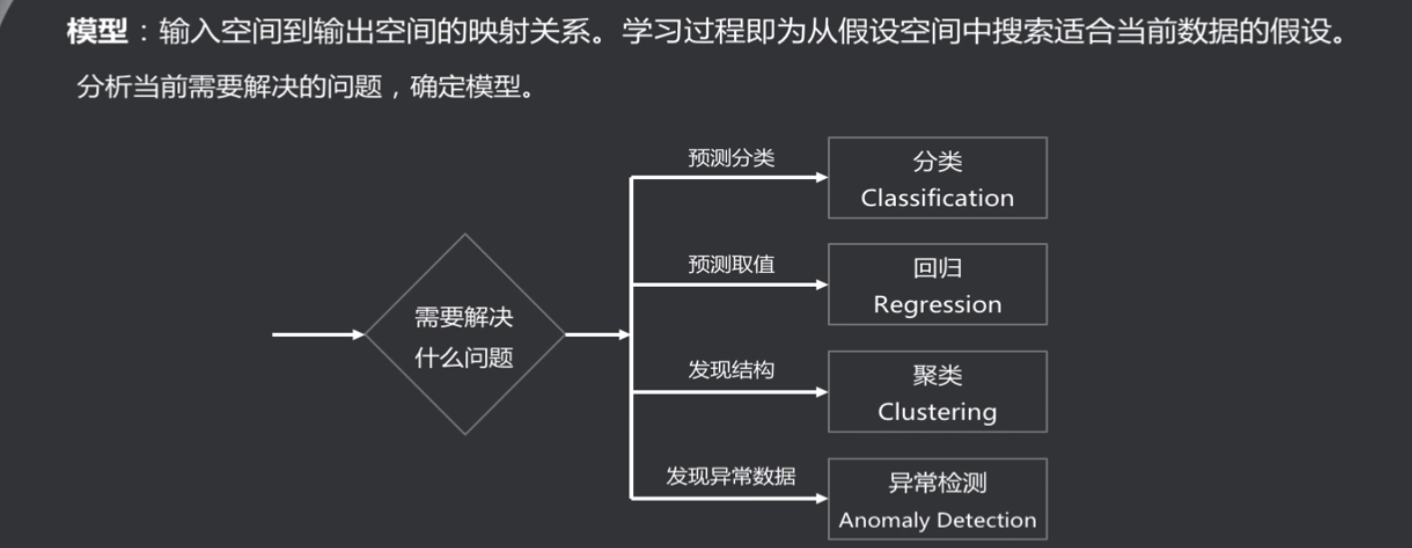 模型：输入空间到输出空间的映射关系。学习过程即为从假设空间中搜索适合当前数据的假设。
分析当前需要解决的问题，确定模型。
需要解决
什么问题
预测分类
分类
Classification
预测取值
回归
Regression
发现结构
聚类
Clustering
发现异常数据
异常检测
Anomaly Detection